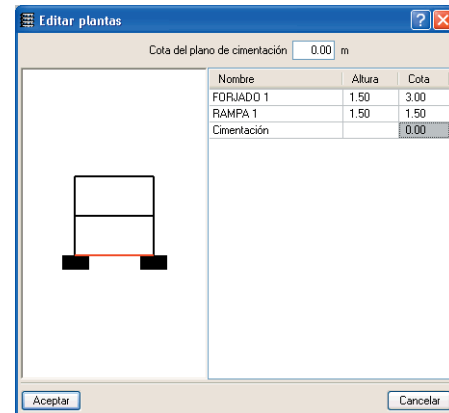 Editar plantas
Cota del plano de cimentación 0.00 m
Nombre Altura Cota
FORJADO 1 1.50 3.00
RAMPA 1 1.50 1.50
Cimentación 0.00
Aceptar Cancelar